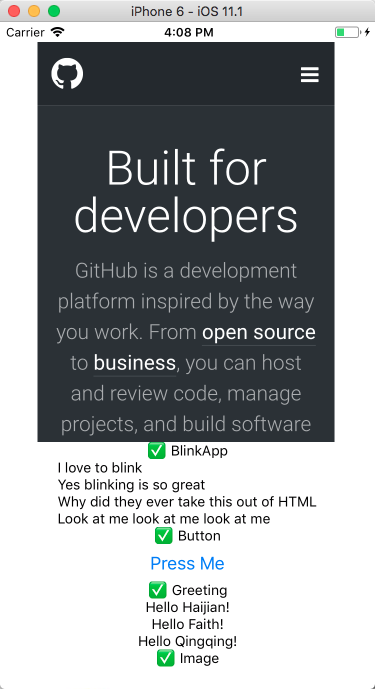 iPhone 6 - iOS 11.1
Carrier 4:08 PM
Built for
developers
GitHub is a development
platform inspired by the way
you work. From open source
to business, you can host
and review code, manage
projects, and build software
✅ BlinkApp
I love to blink
Yes blinking is so great
Why did they ever take this out of HTML
Look at me look at me look at me
✅ Button
Press Me
✅ Greeting
Hello Haijian!
Hello Faith!
Hello Qingqing!
✅ Image